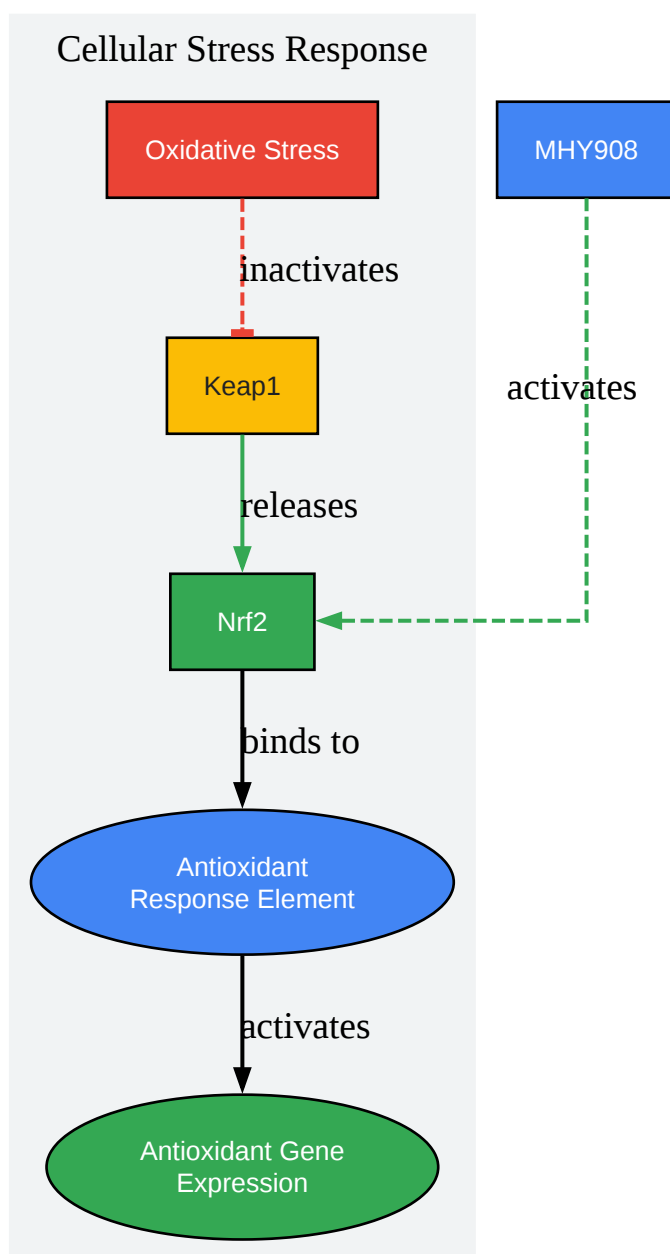 Cellular Stress Response
Oxidative Stress
MHY908
inactivates
Keap1
activates
releases
Nrf2
binds to
Antioxidant
Response Element
activates
Antioxidant Gene
Expression